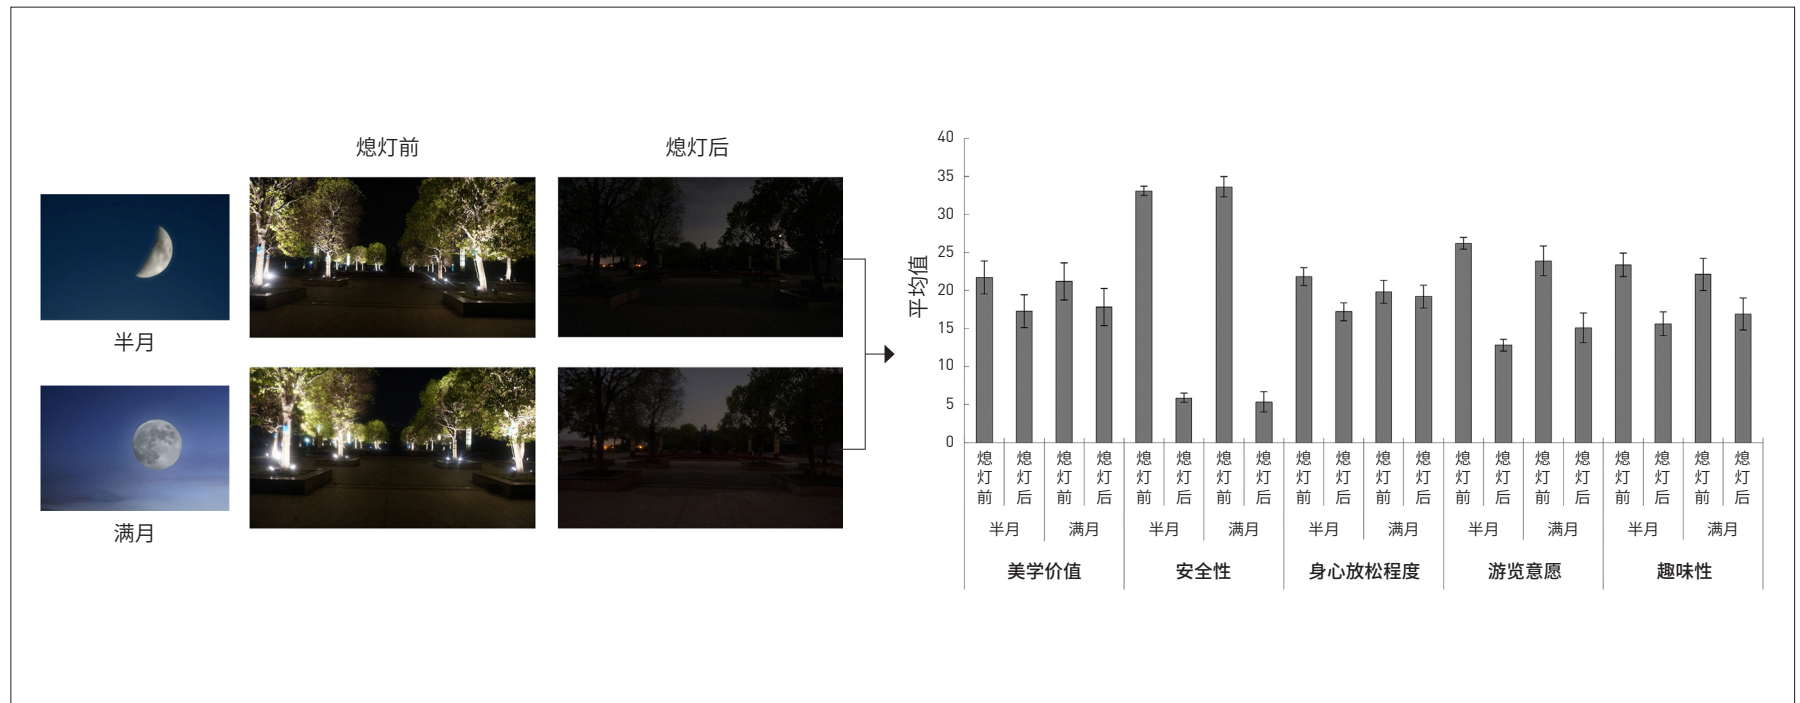 熄灯前
熄灯后
半月
满月
平均值
40
35
30
25
20
15
10
5
0
熄灯前 熄灯后 熄灯前 熄灯后 熄灯前 熄灯后 熄灯前 熄灯后 熄灯前 熄灯后 熄灯前 熄灯后 熄灯前 熄灯后 熄灯前 熄灯后 熄灯前 熄灯后 熄灯前 熄灯后
半月 满月 半月 满月 半月 满月 半月 满月 半月 满月
美学价值 安全性 身心放松程度 游览意愿 趣味性